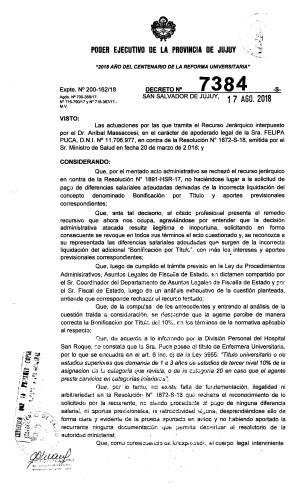 PODER EJECUTIVO DE LA PROVINCIA DE JUJUY
"2018 AÑO DEL CENTENARIO DE LA REFORMA UNIVERSITARIA"
Expte. Nº 200-162/18
DECRETO Nº 7384 -S-
SAN SALVADOR DE JUJUY, 17 AGO. 2018
VISTO:
Las actuaciones por las que tramita el Recurso Jerárquico interpuesto
por el Dr. Aníbal Massaccesi, en el carácter de apoderado legal de la Sra. FELIPA
PUCA, D.N.I. Nº 11.706.977, en contra de la Resolución Nº 1872-S-18, emitida por el
Sr. Ministro de Salud en fecha 20 de marzo de 2018; y
CONSIDERANDO:
Que, por el mentado acto administrativo se rechazó el recurso jerárquico
en contra de la Resolución Nº 1891-HSR-17, no haciéndose lugar a la solicitud de
pago de diferencias salariales adeudadas derivadas de la incorrecta liquidación del
concepto denominado Bonificación por Título y aportes previsionales
correspondientes;
Que, ante tal decisorio, el citado profesional presenta el remedio
recursivo que ahora nos ocupa, agraviándose por entender que la decisión
administrativa atacada resulta ilegítima e inoportuna, solicitando en forma
consecuente se revoque en todos sus términos el acto cuestionado y, se reconozca a
su representada las diferencias salariales adeudadas que surgen de la incorrecta
liquidación del adicional "Bonificación por Título", con más los intereses y aportes
previsionales correspondientes;
Que, luego de cumplido el trámite previsto en la Ley de Procedimientos
Administrativos, Asuntos Legales de Fiscalía de Estado, en dictamen compartido por
el Sr. Coordinador del Departamento de Asuntos Legales de Fiscalía de Estado y por
el Sr. Fiscal de Estado, luego de un análisis exhaustivo de la cuestión planteada,
entiende que corresponde rechazar el recurso tentado;
Que, de la compulsa de los antecedentes y entrando al análisis de la
cuestión traída a consideración, se desprende que la agente percibe de manera
correcta la Bonificación por Título del 10%, en los términos de la normativa aplicable
al respecto;
Que, de acuerdo a lo informado por la División Personal del Hospital
San Roque, se constata que la Sra. Puca posee el título de Enfermera Universitaria,
por lo que se encuadra en el art. 6 inc. e) de la Ley 3955: "Título universitario o de
estudios superiores que demanden de 1 a 3 años de estudios de tercer nivel 10% de la
asignación de la categoría que revista, o de la categoría 20 en caso que el agente
preste servicios en categorías inferiores";
Que, por lo tanto, no existe falta de fundamentación, ilegalidad ni
arbitrariedad en la Resolución Nº 1872-S-18 que rechaza el reconocimiento de lo
solicitado por la recurrente, no siendo procedente el pago de ninguna diferencia
salarial, ni aportes previsionales, ni retroactividad alguna, desprendiéndose ello de
forma clara y evidente de la prueba aportada en autos y no habiendo aportado la
recurrente ninguna documentación que permita desvirtuar lo resolutorio de la
autoridad ministerial;
Que, como consecuencia de lo expuesto, el cuerpo legal interviniente